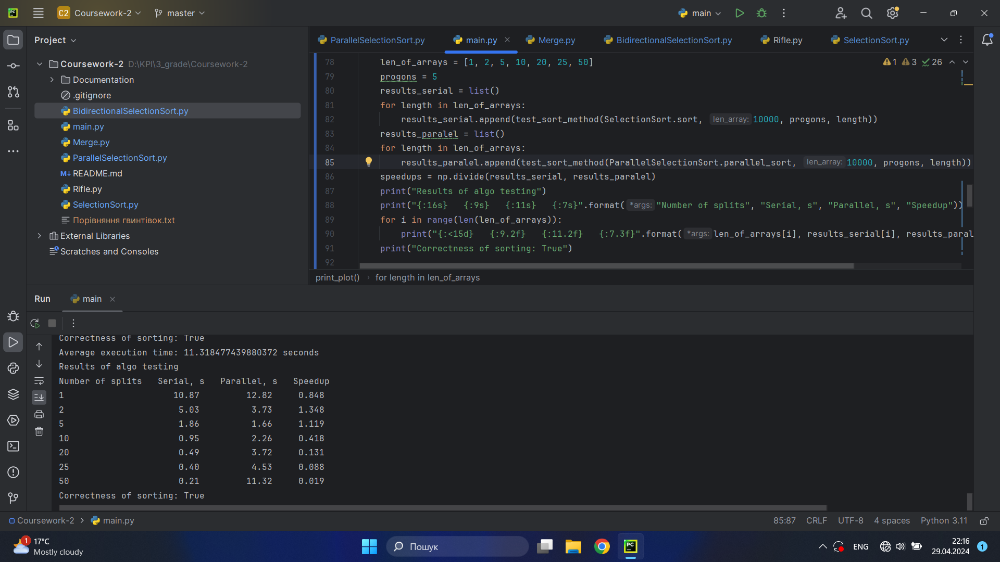 PC C2 Coursework-2 master main
Project
ParallelSelectionSort.py main.py Merge.py BidirectionalSelectionSort.py Rifle.py SelectionSort.py
Coursework-2 D:\KPI\3_grade\Coursework-2
Documentation
.gitignore
BidirectionalSelectionSort.py
main.py
Merge.py
ParallelSelectionSort.py
M↓ README.md
Rifle.py
SelectionSort.py
Порівняння гвинтівок.txt
External Libraries
Scratches and Consoles
1 3 26
78 len_of_arrays = [1, 2, 5, 10, 20, 25, 50]
79 progons = 5
80 results_serial = list()
81 for length in len_of_arrays:
82 results_serial.append(test_sort_method(SelectionSort.sort, len_array: 10000, progons, length))
83 results_paralel = list()
84 for length in len_of_arrays:
85 results_paralel.append(test_sort_method(ParallelSelectionSort.parallel_sort, len_array: 10000, progons, length))
86 speedups = np.divide(results_serial, results_paralel)
87 print("Results of algo testing")
88 print("{:16s}   {:9s}   {:11s}   {:7s}".format( *args: "Number of splits", "Serial, s", "Parallel, s", "Speedup"))
89 for i in range(len(len_of_arrays)):
90 print("{:<15d}   {:9.2f}   {:11.2f}   {:7.3f}".format( *args: len_of_arrays[i], results_serial[i], results_paral
91 print("Correctness of sorting: True")
92
print_plot() › for length in len_of_arrays
Run main
Correctness of sorting: True
Average execution time: 11.318477439880372 seconds
Results of algo testing
Number of splits   Serial, s   Parallel, s   Speedup
1   10.87   12.82   0.848
2   5.03   3.73   1.348
5   1.86   1.66   1.119
10   0.95   2.26   0.418
20   0.49   3.72   0.131
25   0.40   4.53   0.088
50   0.21   11.32   0.019
Correctness of sorting: True
Coursework-2 › main.py 85:87 CRLF UTF-8 4 spaces Python 3.11
1 17°C
Mostly cloudy
Пошук
PC
ENG
22:16
29.04.2024
1